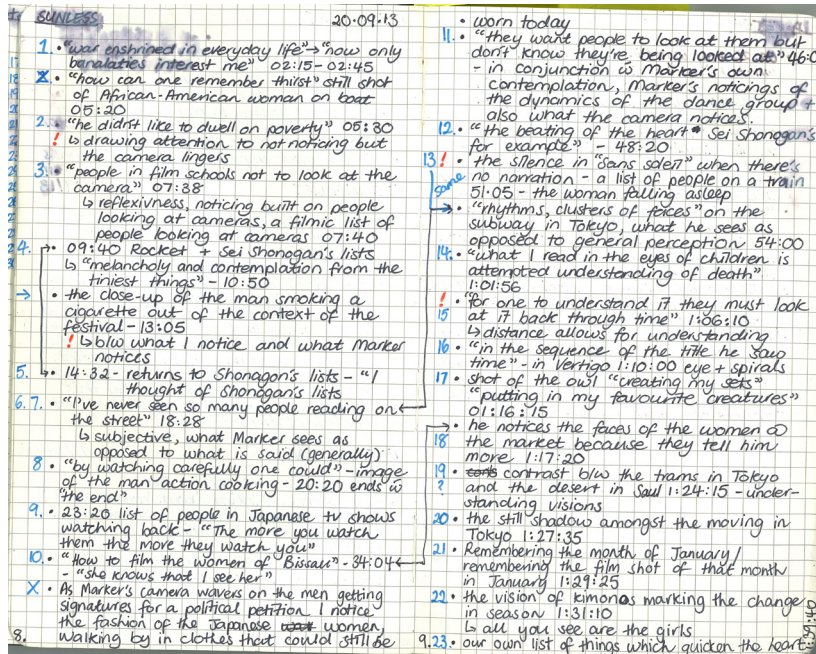 SUNLESS 20·09·13
1. · "war enshrined in everyday life" → "now only
banalaties interest me" 02:15 - 02:45
X · "how can one remember thirst" still shot
of African-American woman on boat
05:20
2. · "he didn't like to dwell on poverty" 05:30
! ↳ drawing attention to not noticing but
the camera lingers
3. · "people in film schools not to look at the
camera" 07:38
↳ reflexivness, noticing built on people
looking at cameras, a filmic list of
people looking at cameras 07:40
4. · 09:40 Rocket + Sei Shonogan's lists
↳ "melancholy and contemplation from the
tiniest things" - 10:50
→ · the close-up of the man smoking a
cigarette out of the context of the
festival - 13:05
! ↳ b/w what I notice and what Marker
notices
5. · 14:32 - returns to Shonagon's lists - "I
thought of Shonagon's lists
6. 7. · "I've never seen so many people reading on
the street" 18:28
↳ subjective, what Marker sees as
opposed to what is said (generally)
8 · "by watching carefully one could" - image
of the man action cooking - 20:20 ends w
"the end"
9. · 23:20 list of people in Japanese tv shows
watching back - "The more you watch
them the more they watch you"
10. · "How to film the women of Bissau" - 34:04
- "she knows that I see her"
X · As Marker's camera wavers on the men getting
signatures for a political petition I notice
the fashion of the Japanese women,
8. walking by in clothes that could still be
· worn today
11. · "they want people to look at them but
don't know they're being looked at" 46:0
- in conjunction w Marker's own
contemplation, Marker's noticings of
the dynamics of the dance group +
also what the camera notices.
12. · "the beating of the heart" Sei Shonogan's
for example" - 48:20
13 ! · the silence in "sans soleil" when there's
no narration - a list of people on a train
same 51:05 - the woman falling asleep
→ · "rhythms, clusters of foices" on the
subway in Tokyo, what he sees as
opposed to general perception 54:00
14. · "what I read in the eyes of children is
attempted understanding of death"
1:01:56
! · "for one to understand it they must look
15 at it back through time" 1:06:10
↳ distance allows for understanding
16 · "in the sequence of the title he saw
time" - in Vertigo 1:10:00 eye + spirals
17 · shot of the owl "creating my sets"
"putting in my favourite creatures"
01:16:15
· he notices the faces of the women @
18 the market because they tell him
more 1:17:20
19 · contrast b/w the trams in Tokyo
? and the desert in Saul 1:24:15 - under-
standing visions
20 · the still shadow amongst the moving in
Tokyo 1:27:35
21 · Remembering the month of January /
remembering the film shot of that month
in January 1:29:25
22 · the vision of kimonos marking the change
in season 1:31:10
↳ all you see are the girls
9. 23. · our own list of things which quicken the heart
1:37:40